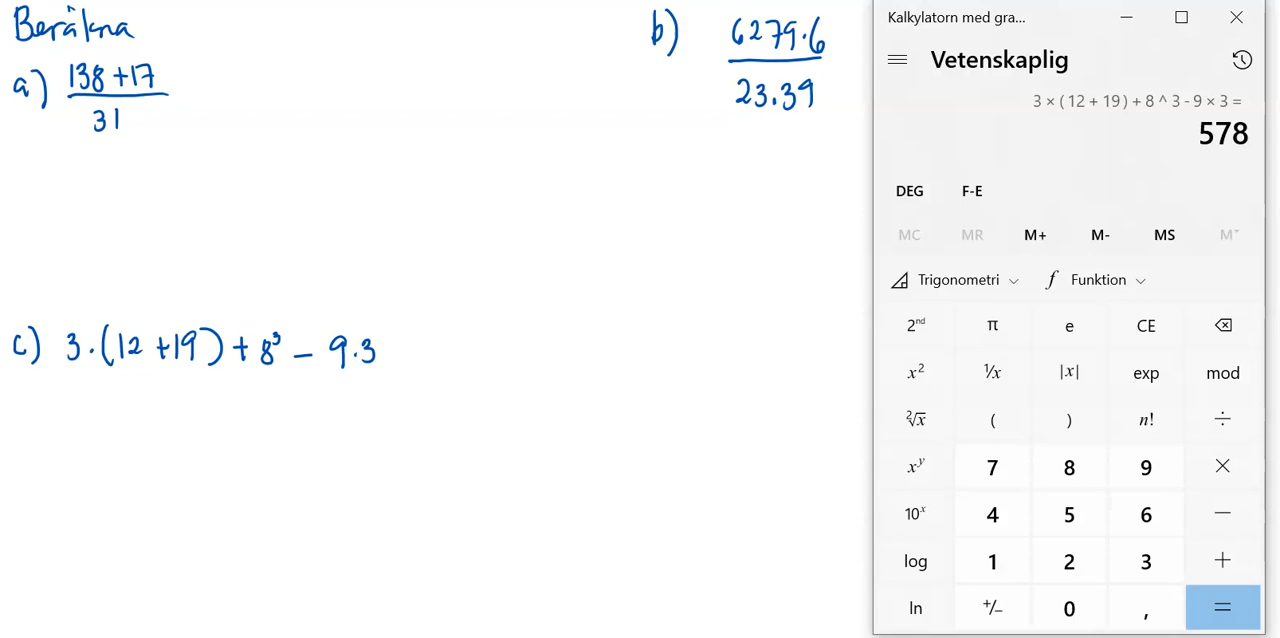 Beräkna
a) 138 + 17
31
b) 6279.6
23.39
c) 3.(12 + 19) + 8³ - 9.3
Kalkylatorn med gra...
Vetenskaplig
3 × ( 12 + 19 ) + 8 ^ 3 - 9 × 3 =
578
DEG F-E
MC MR M+ M- MS M˅
Trigonometri f Funktion
2ⁿᵈ π e CE
x² ¹/x |x| exp mod
²√x ( ) n! ÷
xʸ 7 8 9 ×
10ˣ 4 5 6 −
log 1 2 3 +
ln +/− 0 , =